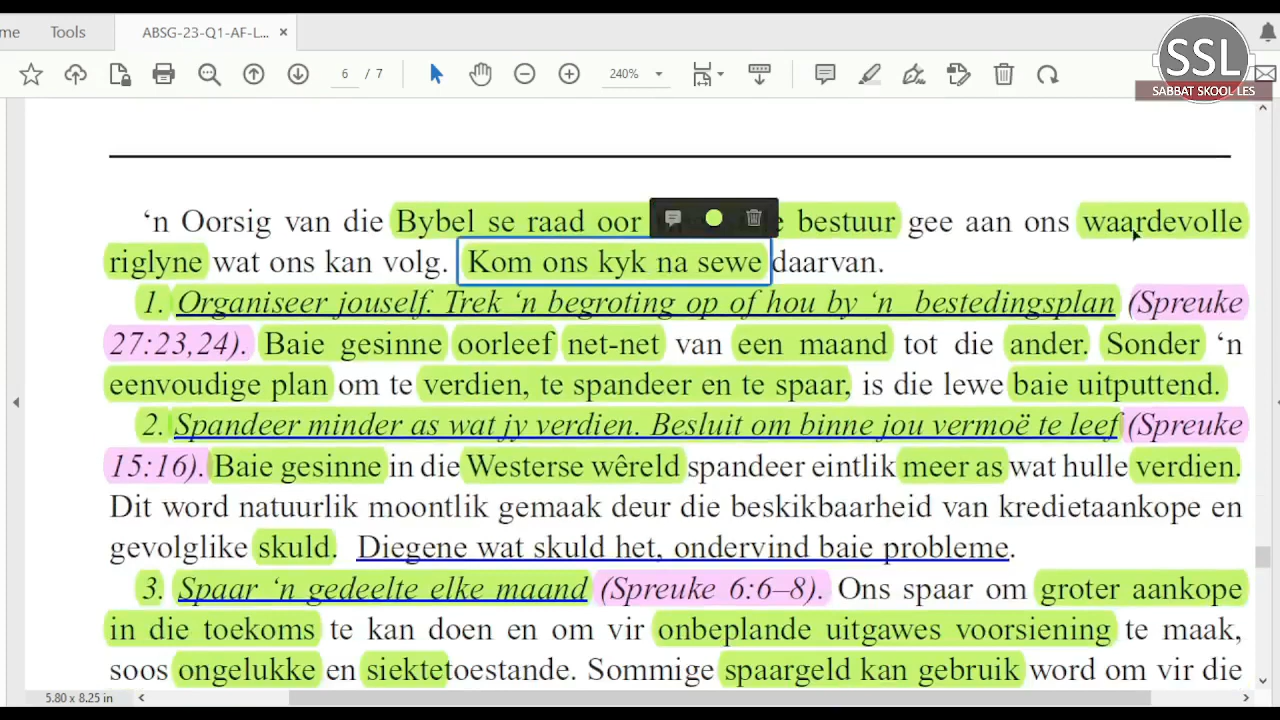 me Tools ABSG-23-Q1-AF-L... ×
SSL
SABBAT SKOOL LES
6 / 7 240%
‘n Oorsig van die Bybel se raad oor e bestuur gee aan ons waardevolle
riglyne wat ons kan volg. Kom ons kyk na sewe daarvan.
1. Organiseer jouself. Trek ‘n begroting op of hou by ‘n bestedingsplan (Spreuke
27:23,24). Baie gesinne oorleef net-net van een maand tot die ander. Sonder ‘n
eenvoudige plan om te verdien, te spandeer en te spaar, is die lewe baie uitputtend.
2. Spandeer minder as wat jy verdien. Besluit om binne jou vermoë te leef (Spreuke
15:16). Baie gesinne in die Westerse wêreld spandeer eintlik meer as wat hulle verdien.
Dit word natuurlik moontlik gemaak deur die beskikbaarheid van kredietaankope en
gevolglike skuld. Diegene wat skuld het, ondervind baie probleme.
3. Spaar ‘n gedeelte elke maand (Spreuke 6:6–8). Ons spaar om groter aankope
in die toekoms te kan doen en om vir onbeplande uitgawes voorsiening te maak,
soos ongelukke en siektetoestande. Sommige spaargeld kan gebruik word om vir die
5.80 x 8.25 in